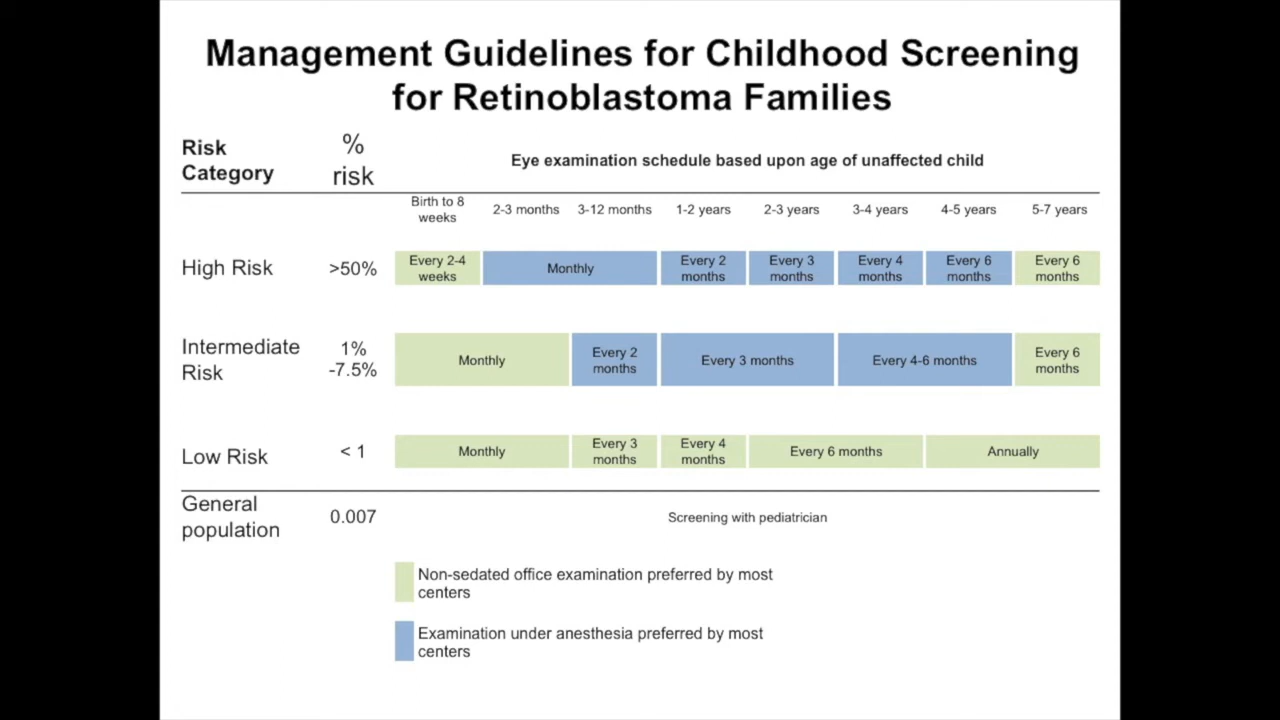 Management Guidelines for Childhood Screening
for Retinoblastoma Families
Risk
Category
%
risk
Eye examination schedule based upon age of unaffected child
Birth to 8
weeks
2-3 months
3-12 months
1-2 years
2-3 years
3-4 years
4-5 years
5-7 years
High Risk
>50%
Every 2-4
weeks
Monthly
Every 2
months
Every 3
months
Every 4
months
Every 6
months
Every 6
months
Intermediate
Risk
1%
-7.5%
Monthly
Every 2
months
Every 3 months
Every 4-6 months
Every 6
months
Low Risk
< 1
Monthly
Every 3
months
Every 4
months
Every 6 months
Annually
General
population
0.007
Screening with pediatrician
Non-sedated office examination preferred by most
centers
Examination under anesthesia preferred by most
centers